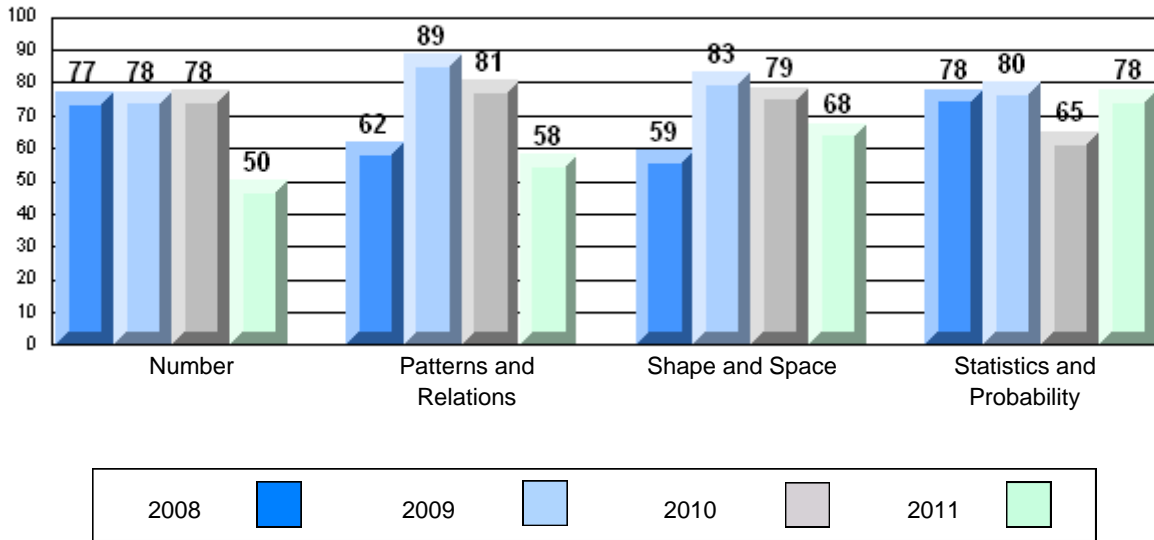 100
90
80
70
60
50
40
30
20
10
0
77 78 78 50
62 89 81 58
59 83 79 68
78 80 65 78
Number
Patterns and
Relations
Shape and Space
Statistics and
Probability
2008 2009 2010 2011